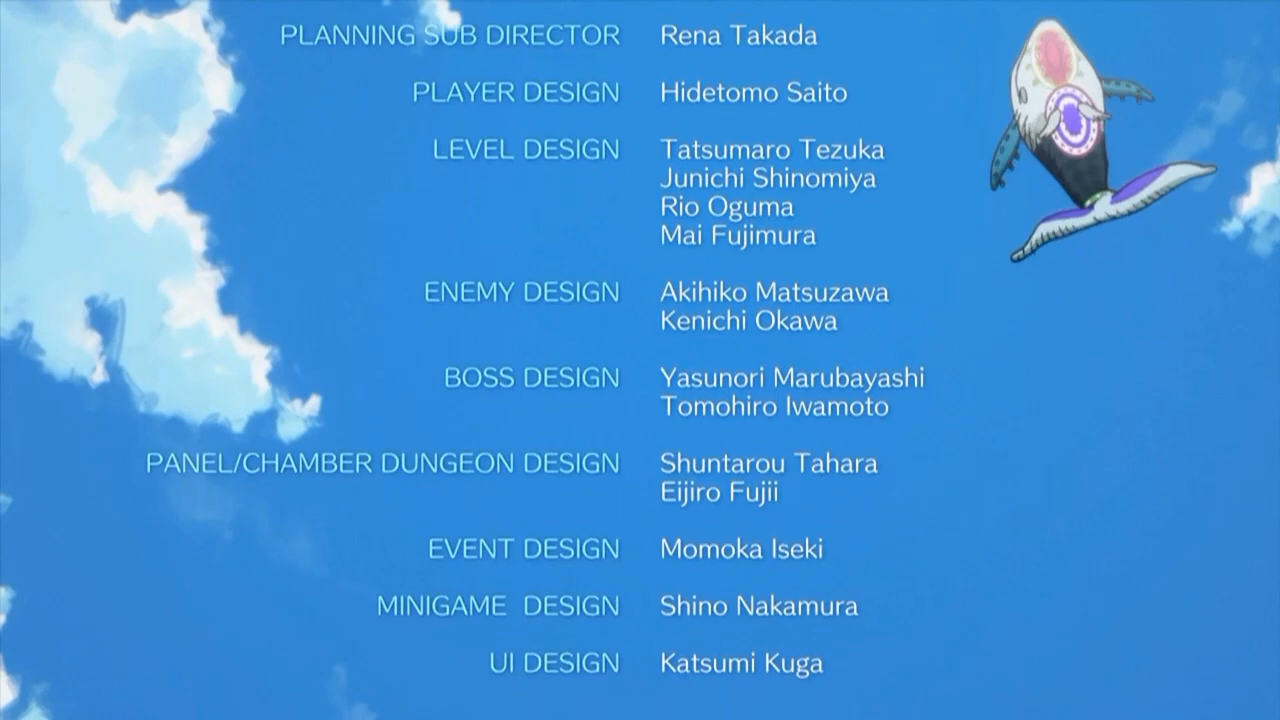 PLANNING SUB DIRECTOR Rena Takada
PLAYER DESIGN Hidetomo Saito
LEVEL DESIGN Tatsumaro Tezuka
Junichi Shinomiya
Rio Oguma
Mai Fujimura
ENEMY DESIGN Akihiko Matsuzawa
Kenichi Okawa
BOSS DESIGN Yasunori Marubayashi
Tomohiro Iwamoto
PANEL/CHAMBER DUNGEON DESIGN Shuntarou Tahara
Eijiro Fujii
EVENT DESIGN Momoka Iseki
MINIGAME DESIGN Shino Nakamura
UI DESIGN Katsumi Kuga